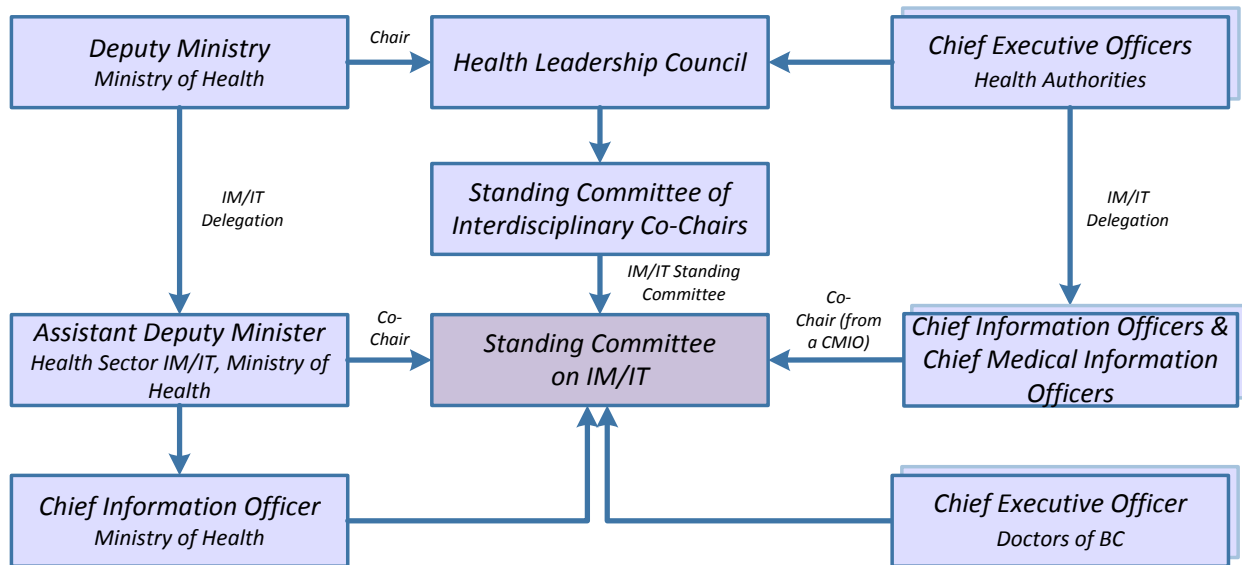 Deputy Ministry
Ministry of Health
Chair
Health Leadership Council
Chief Executive Officers
Health Authorities
IM/IT
Delegation
Standing Committee of
Interdisciplinary Co-Chairs
IM/IT
Delegation
IM/IT Standing
Committee
Assistant Deputy Minister
Health Sector IM/IT, Ministry of
Health
Co-
Chair
Standing Committee
on IM/IT
Co-
Chair (from
a CMIO)
Chief Information Officers &
Chief Medical Information
Officers
Chief Information Officer
Ministry of Health
Chief Executive Officer
Doctors of BC